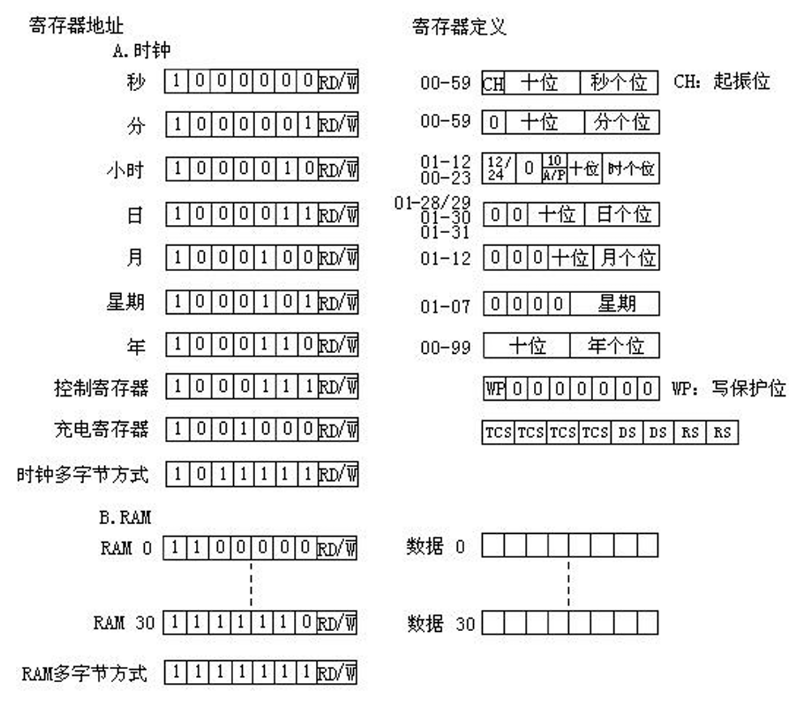 寄存器地址 寄存器定义
A.时钟
秒 1 0 0 0 0 0 0 RD/W̅ 00-59 CH 十位 秒个位 CH: 起振位
分 1 0 0 0 0 0 1 RD/W̅ 00-59 0 十位 分个位
小时 1 0 0 0 0 1 0 RD/W̅ 01-12 00-23 12/24 0 10 A/P 十位 时个位
日 1 0 0 0 0 1 1 RD/W̅ 01-28/29 01-30 01-31 0 0 十位 日个位
月 1 0 0 0 1 0 0 RD/W̅ 01-12 0 0 0 十位 月个位
星期 1 0 0 0 1 0 1 RD/W̅ 01-07 0 0 0 0 星期
年 1 0 0 0 1 1 0 RD/W̅ 00-99 十位 年个位
控制寄存器 1 0 0 0 1 1 1 RD/W̅ WP 0 0 0 0 0 0 0 WP: 写保护位
充电寄存器 1 0 0 1 0 0 0 RD/W̅ TCS TCS TCS TCS DS DS RS RS
时钟多字节方式 1 0 1 1 1 1 1 RD/W̅
B.RAM
RAM 0 1 1 0 0 0 0 0 RD/W̅ 数据 0
RAM 30 1 1 1 1 1 1 0 RD/W̅ 数据 30
RAM多字节方式 1 1 1 1 1 1 1 RD/W̅